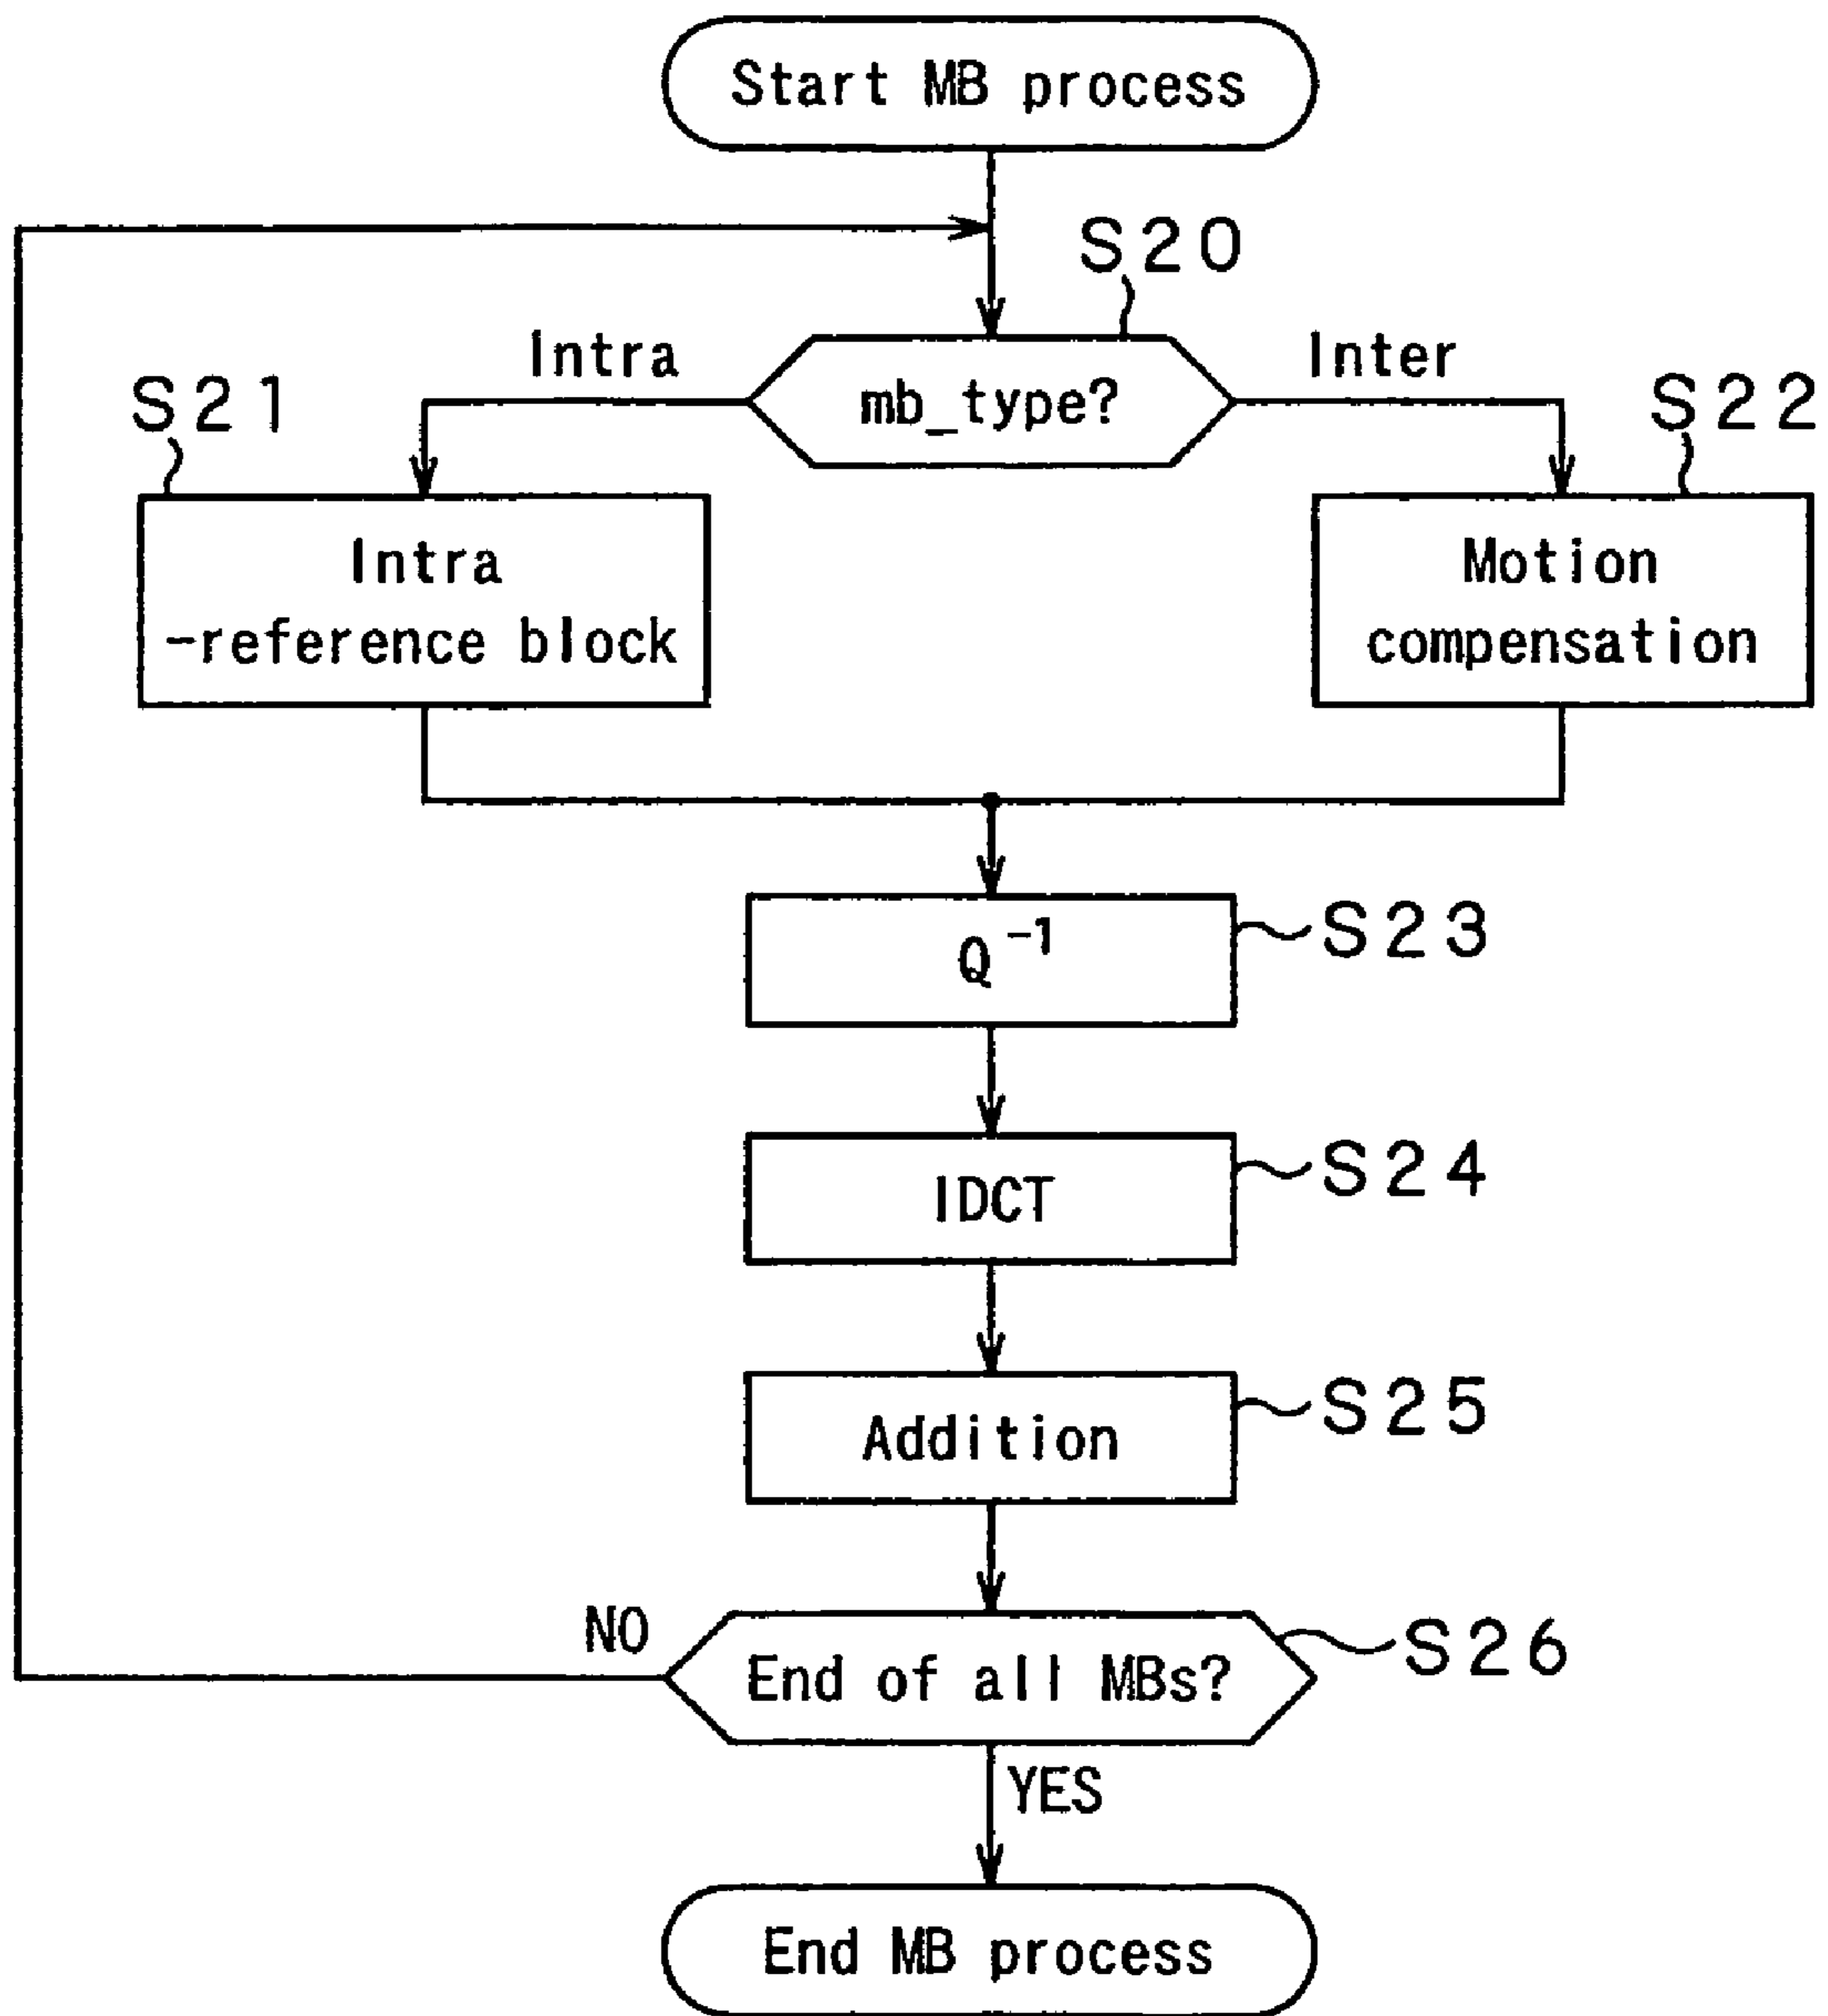 Start MB process
S20
Intra
Inter
mb_type?
S21
S22
Intra
-reference block
Motion
compensation
Q⁻¹
S23
IDCT
S24
Addition
S25
NO
End of all MBs?
S26
YES
End MB process